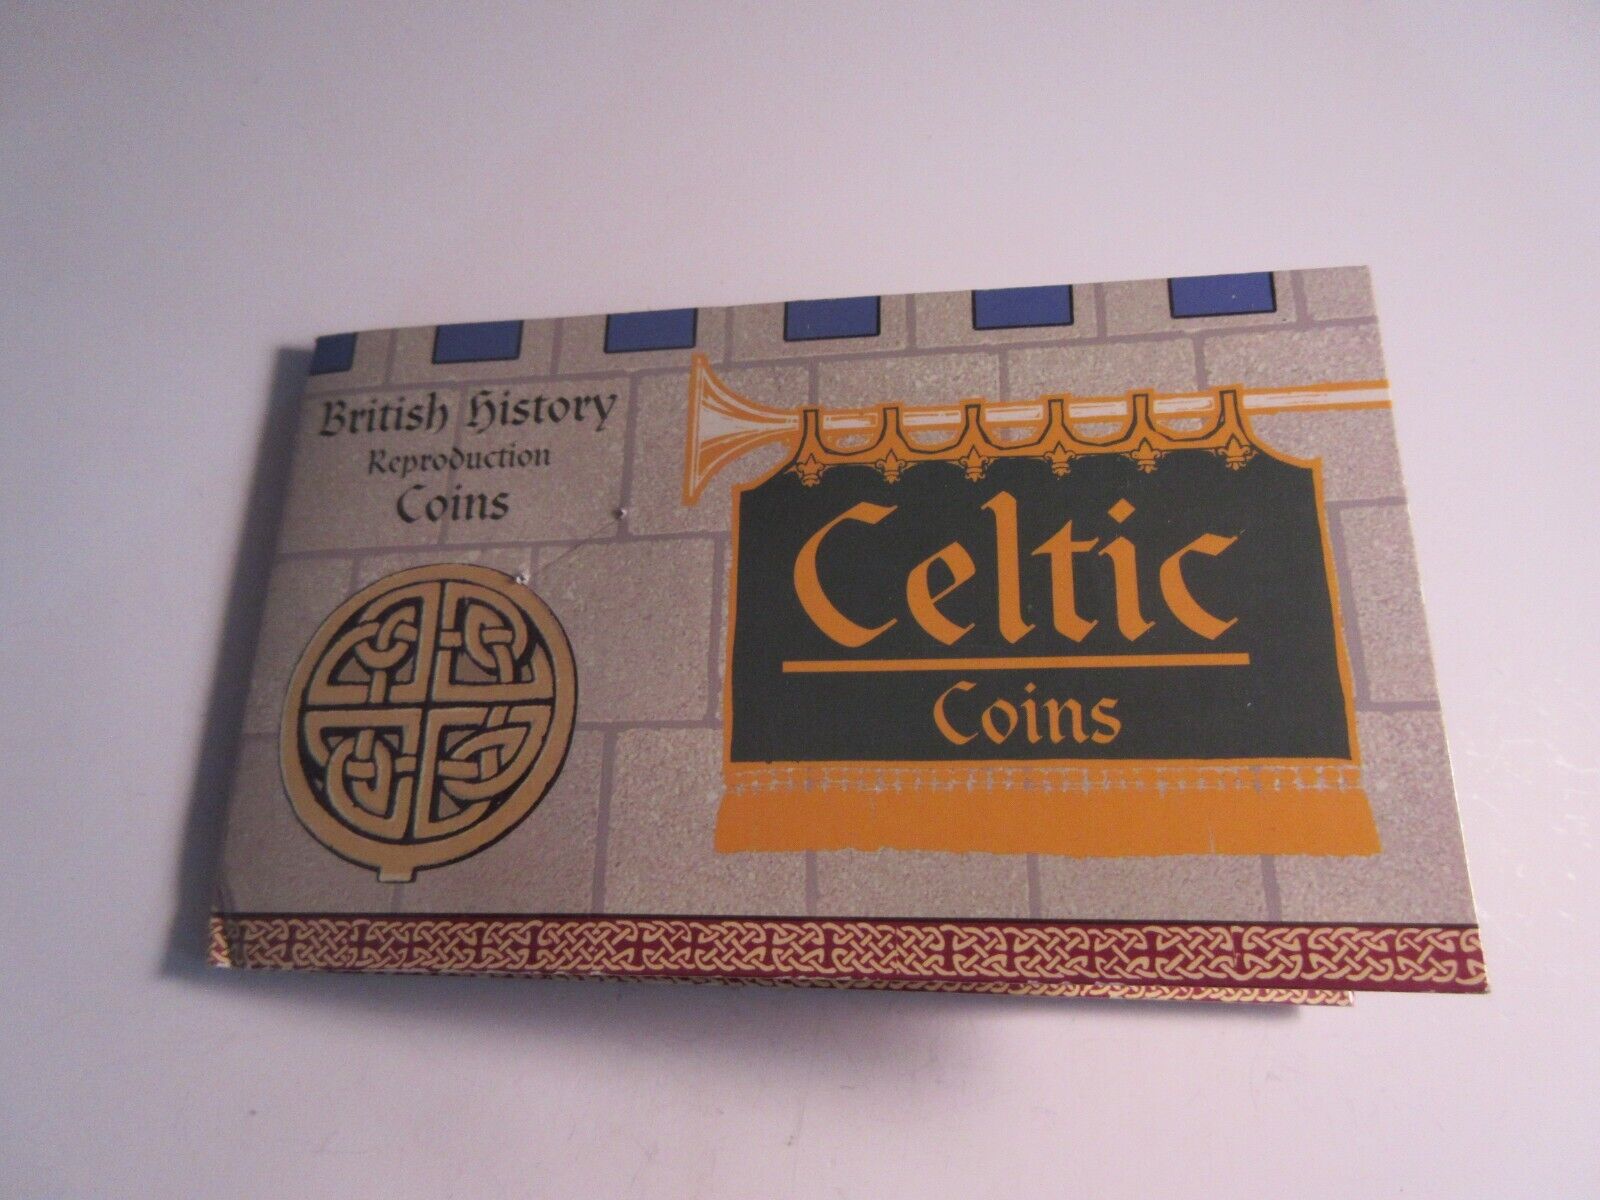 British History
Reproduction
Coins
Celtic
Coins